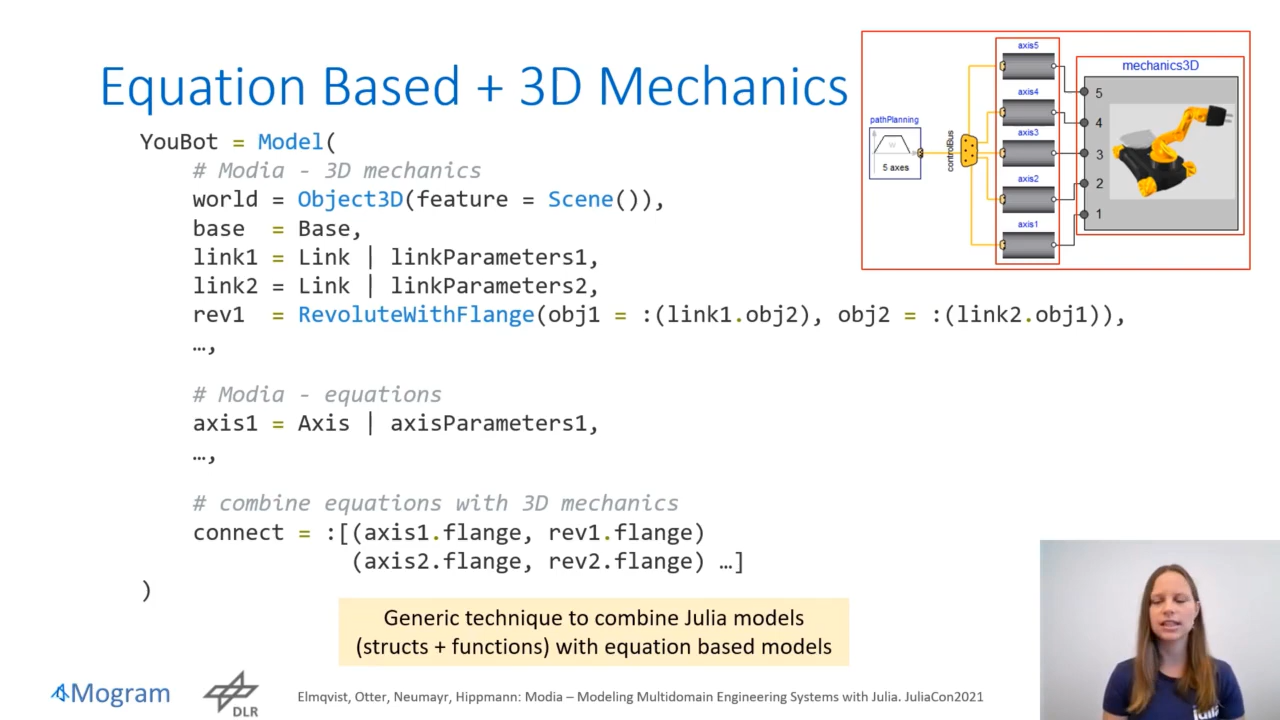 Equation Based + 3D Mechanics
YouBot = Model(
# Modia - 3D mechanics
world = Object3D(feature = Scene()),
base = Base,
link1 = Link | linkParameters1,
link2 = Link | linkParameters2,
rev1 = RevoluteWithFlange(obj1 = :(link1.obj2), obj2 = :(link2.obj1)),
…,
# Modia - equations
axis1 = Axis | axisParameters1,
…,
# combine equations with 3D mechanics
connect = :[(axis1.flange, rev1.flange)
(axis2.flange, rev2.flange) …]
)
Generic technique to combine Julia models
(structs + functions) with equation based models
pathPlanning
5 axes
controlBus
axis5
axis4
axis3
axis2
axis1
mechanics3D
5
4
3
2
1
Mogram
DLR
Elmqvist, Otter, Neumayr, Hippmann: Modia – Modeling Multidomain Engineering Systems with Julia. JuliaCon2021
julia